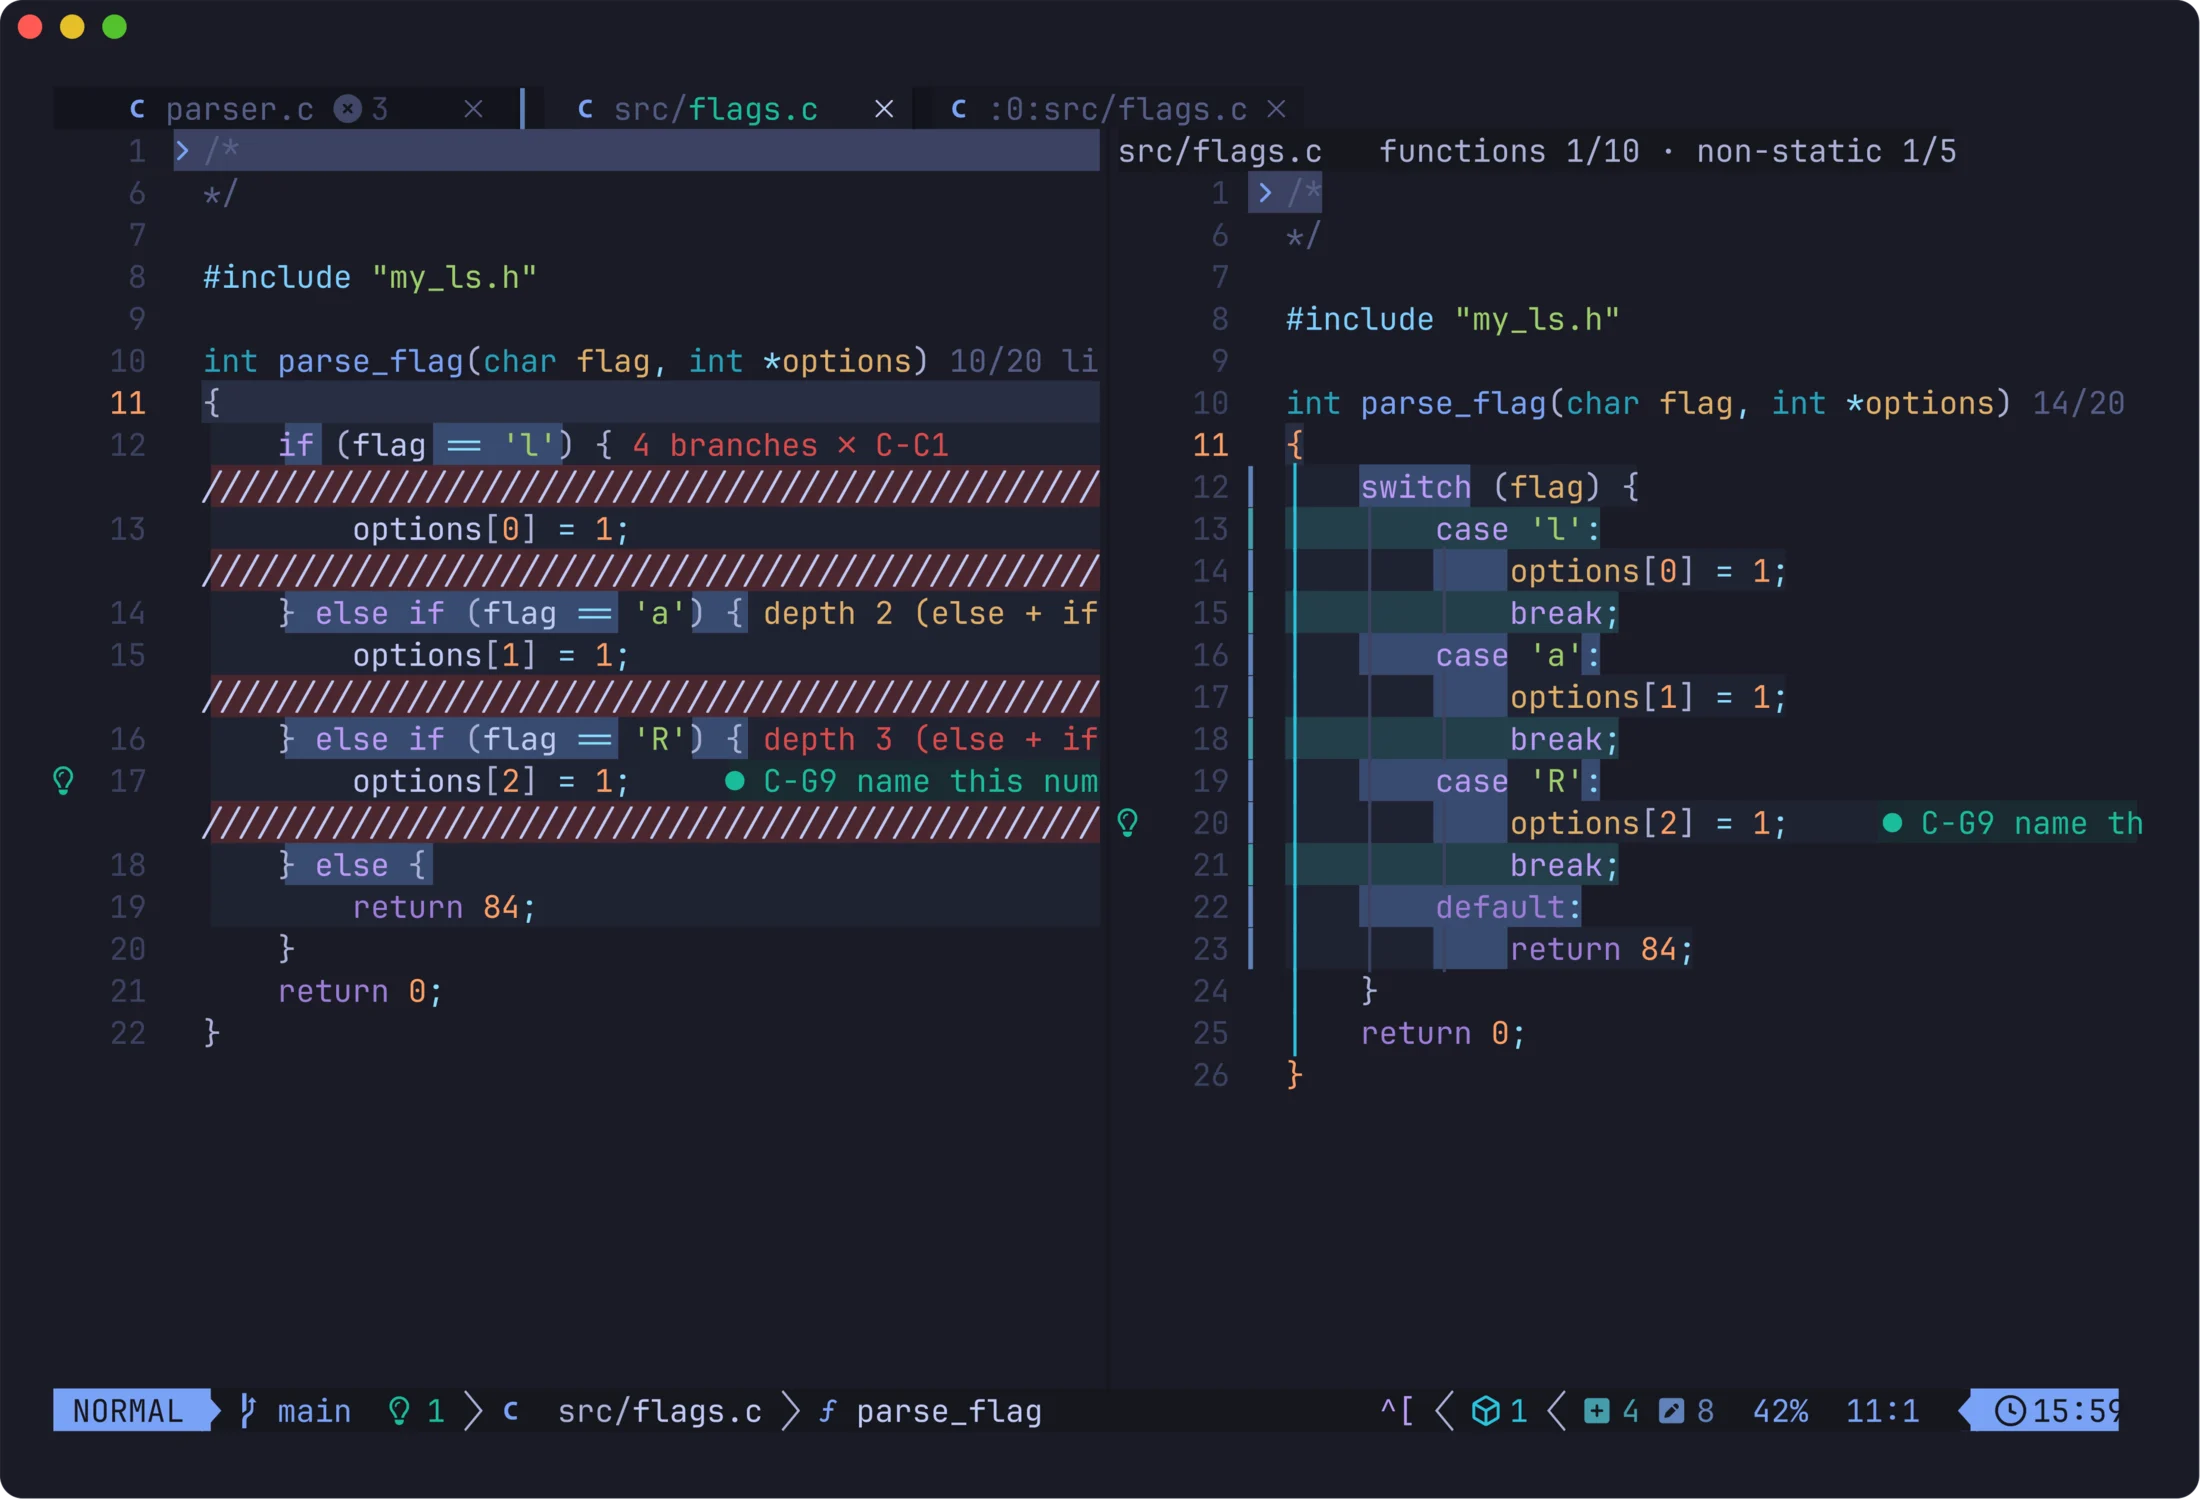 C parser.c 3 × C src/flags.c × C :0:src/flags.c ×
1 > /*
6 */
7
8 #include "my_ls.h"
9
10 int parse_flag(char flag, int *options) 10/20 li
11 {
12 if (flag == 'l') { 4 branches × C-C1
////////////////////////////////////////////////
13 options[0] = 1;
////////////////////////////////////////////////
14 } else if (flag == 'a') { depth 2 (else + if
15 options[1] = 1;
////////////////////////////////////////////////
16 } else if (flag == 'R') { depth 3 (else + if
17 options[2] = 1; ● C-G9 name this num
////////////////////////////////////////////////
18 } else {
19 return 84;
20 }
21 return 0;
22 }
src/flags.c functions 1/10 · non-static 1/5
1 > /*
6 */
7
8 #include "my_ls.h"
9
10 int parse_flag(char flag, int *options) 14/20
11 {
12 switch (flag) {
13 case 'l':
14 options[0] = 1;
15 break;
16 case 'a':
17 options[1] = 1;
18 break;
19 case 'R':
20 options[2] = 1; ● C-G9 name th
21 break;
22 default:
23 return 84;
24 }
25 return 0;
26 }
NORMAL main 1 C src/flags.c f parse_flag ^[ 1 4 8 42% 11:1 15:59